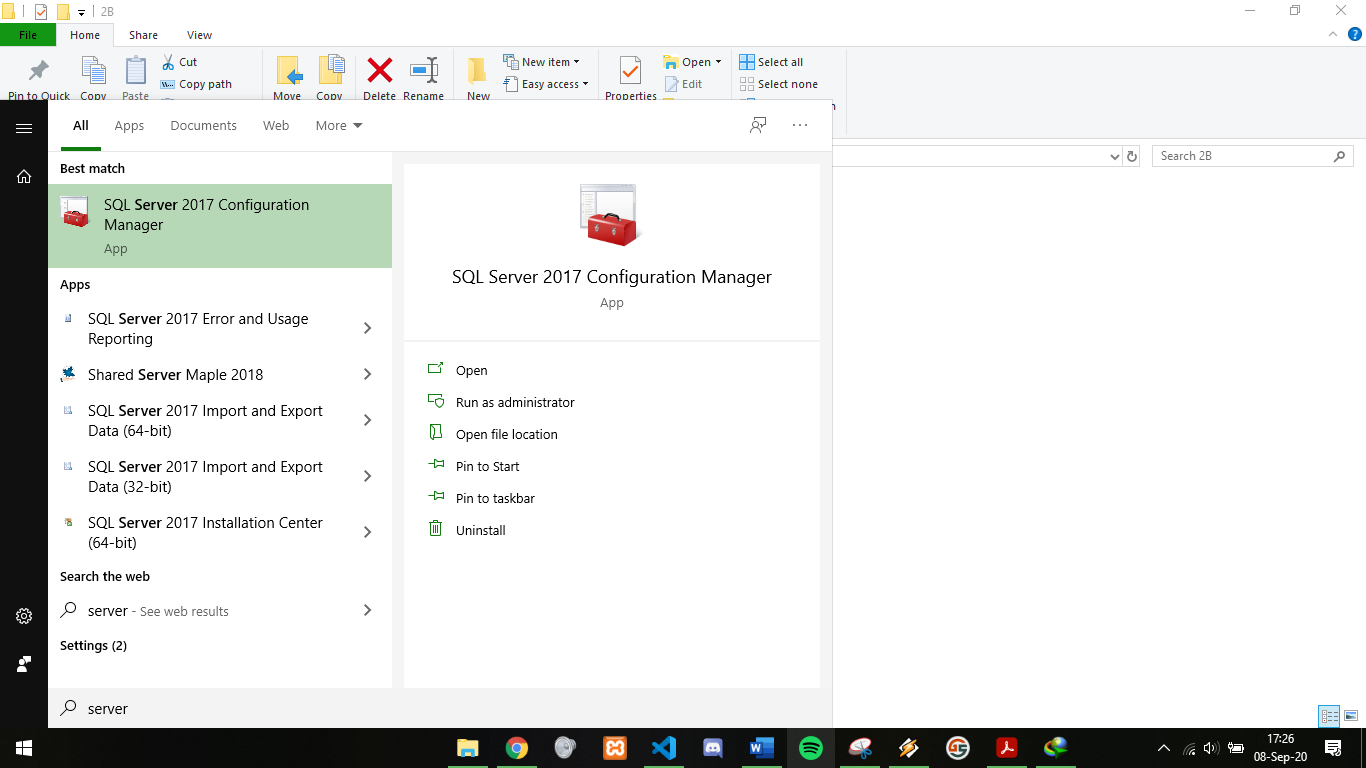 2B
File
Home
Share
View
Pin to Quick
Copy
Paste
Cut
Copy path
Move
Copy
Delete
Rename
New
New item
Easy access
Properties
Open
Edit
Select all
Select none
Search 2B
All
Apps
Documents
Web
More
Best match
SQL Server 2017 Configuration
Manager
App
Apps
SQL Server 2017 Error and Usage
Reporting
Shared Server Maple 2018
SQL Server 2017 Import and Export
Data (64-bit)
SQL Server 2017 Import and Export
Data (32-bit)
SQL Server 2017 Installation Center
(64-bit)
Search the web
server - See web results
Settings (2)
server
SQL Server 2017 Configuration Manager
App
Open
Run as administrator
Open file location
Pin to Start
Pin to taskbar
Uninstall
17:26
08-Sep-20